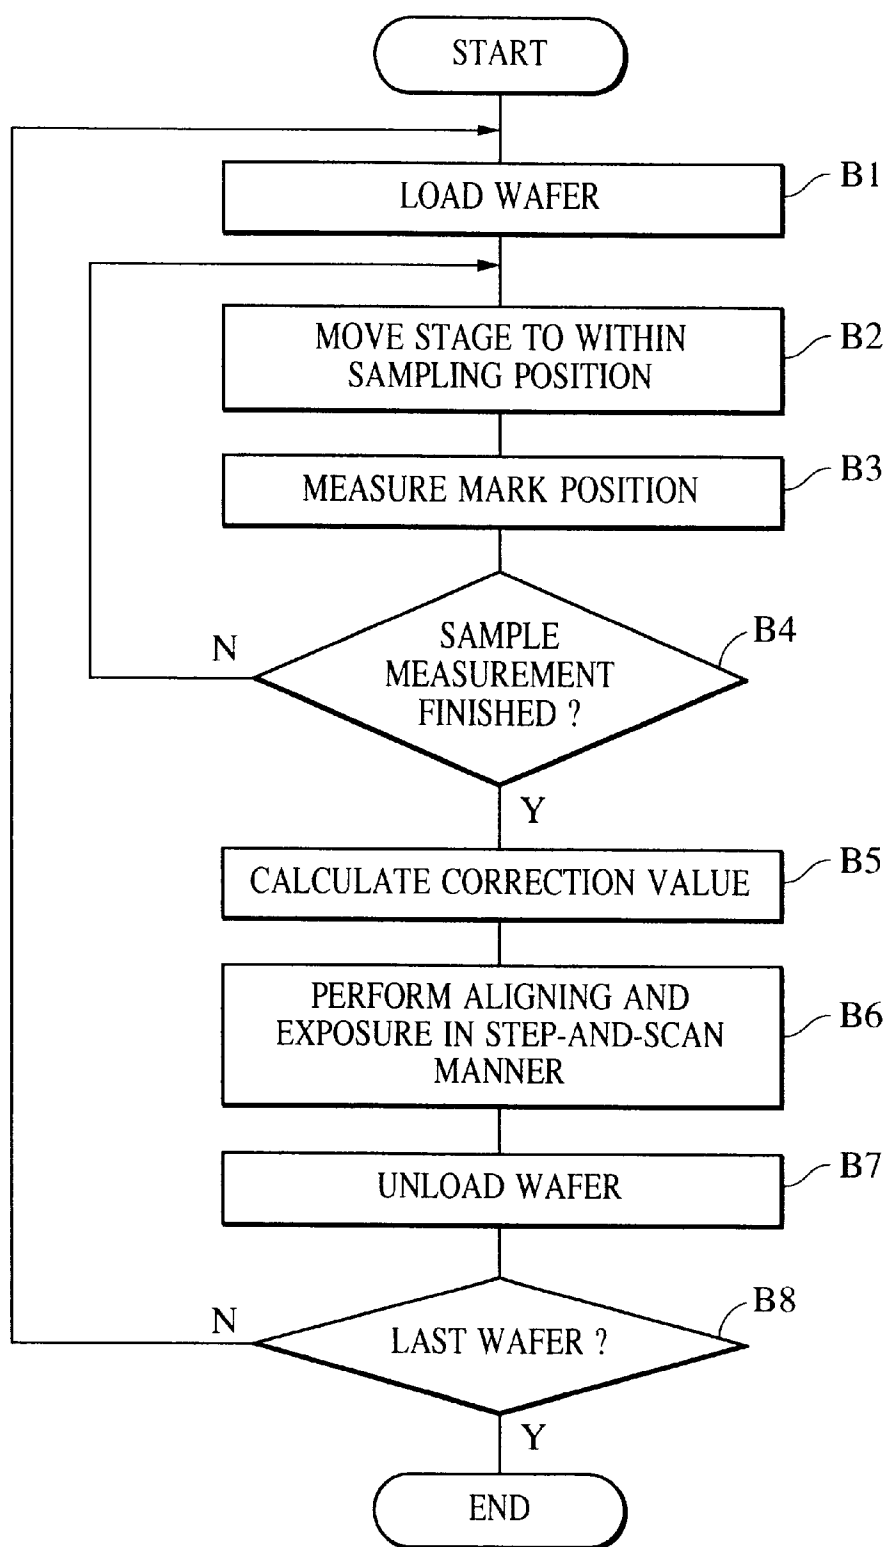 START
LOAD WAFER
B1
MOVE STAGE TO WITHIN
SAMPLING POSITION
B2
MEASURE MARK POSITION
B3
SAMPLE
MEASUREMENT
FINISHED ?
B4
N
Y
CALCULATE CORRECTION VALUE
B5
PERFORM ALIGNING AND
EXPOSURE IN STEP-AND-SCAN
MANNER
B6
UNLOAD WAFER
B7
LAST WAFER ?
B8
N
Y
END